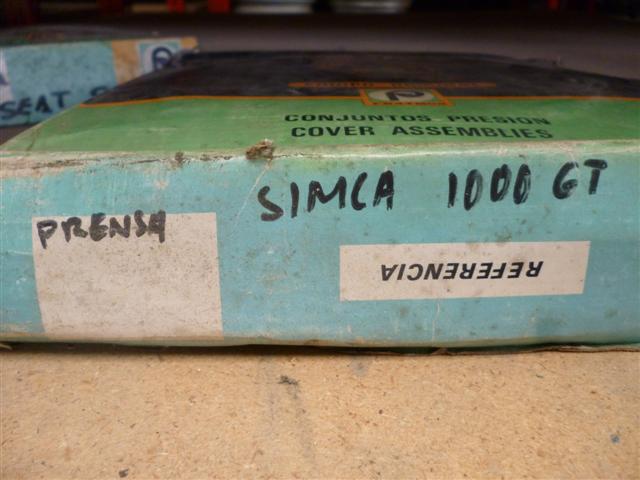 SEAT
CONJUNTOS PRESION
COVER ASSEMBLIES
SIMCA 1000 GT
PRENSA
REFERENCIA